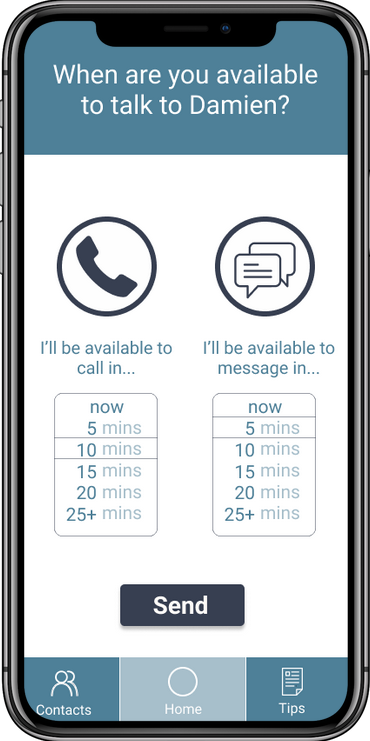 When are you available
to talk to Damien?
I'll be available to
call in...
I'll be available to
message in...
now
5 mins
10 mins
15 mins
20 mins
25+ mins
now
5 mins
10 mins
15 mins
20 mins
25+ mins
Send
Contacts
Home
Tips